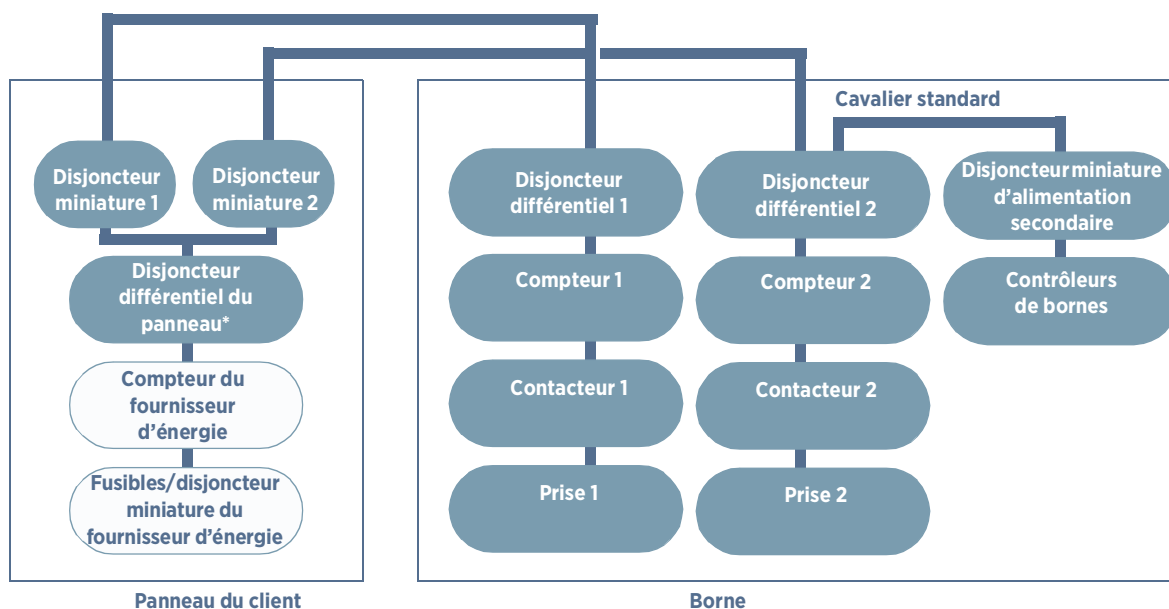 Cavalier standard
Disjoncteur
miniature 1
Disjoncteur
miniature 2
Disjoncteur
différentiel du
panneau*
Compteur du
fournisseur
d’énergie
Fusibles/disjoncteur
miniature du
fournisseur d’énergie
Panneau du client
Disjoncteur
différentiel 1
Compteur 1
Contacteur 1
Prise 1
Disjoncteur
différentiel 2
Compteur 2
Contacteur 2
Prise 2
Disjoncteur miniature
d’alimentation
secondaire
Contrôleurs
de bornes
Borne